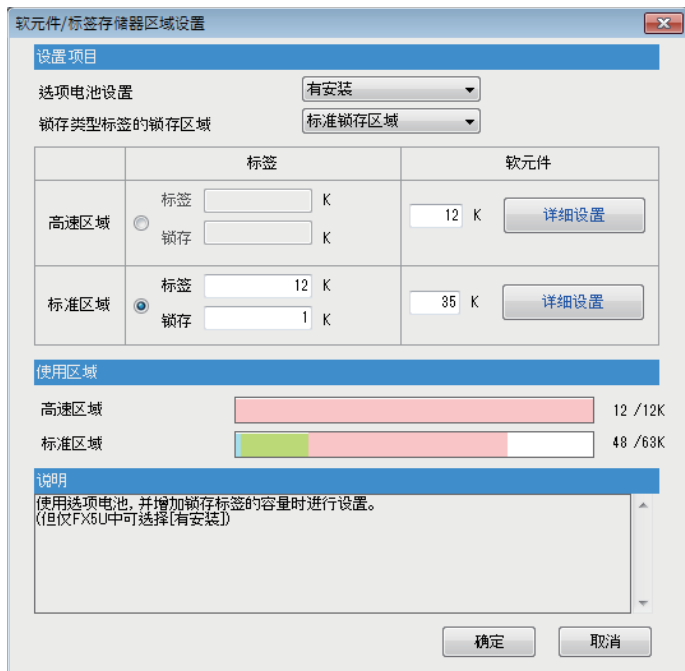 软元件/标签存储器区域设置
设置项目
选项电池设置 有安装
锁存类型标签的锁存区域 标准锁存区域
标签 软元件
高速区域 标签 K 12 K 详细设置
锁存 K
标准区域 标签 12 K 35 K 详细设置
锁存 1 K
使用区域
高速区域 12 /12K
标准区域 48 /63K
说明
使用选项电池,并增加锁存标签的容量时进行设置。
(但仅FX5U中可选择[有安装])
确定 取消